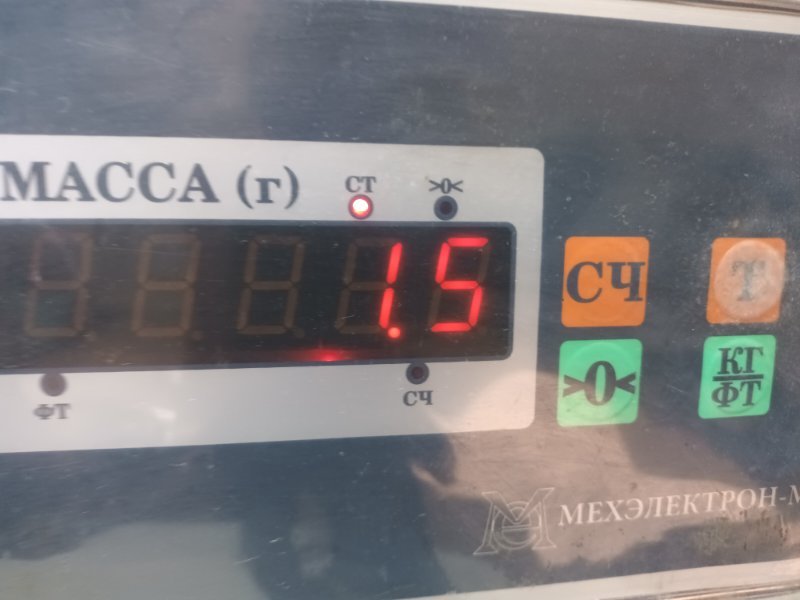 МАССА (г)
СТ
>0<
1.5
ФТ
СЧ
СЧ
Т
>0<
КГ
ФТ
МЕХЭЛЕКТРОН-М